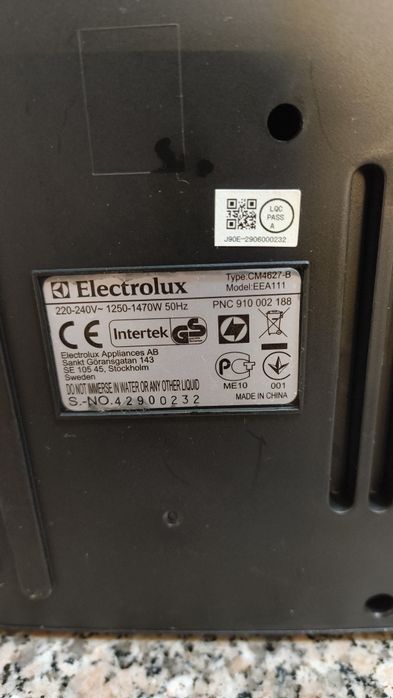 LQC
PASS
A
J90E-2906000232
Electrolux
Type:CM4627-B
Model:EEA111
220-240V~ 1250-1470W 50Hz
PNC 910 002 188
CE
Intertek
GS
Electrolux Appliances AB
Sankt Göransgatan 143
SE 105 45, Stockholm
Sweden
ME10
001
DO NOT IMMERSE IN WATER OR ANY OTHER LIQUID
MADE IN CHINA
S.-NO.42900232